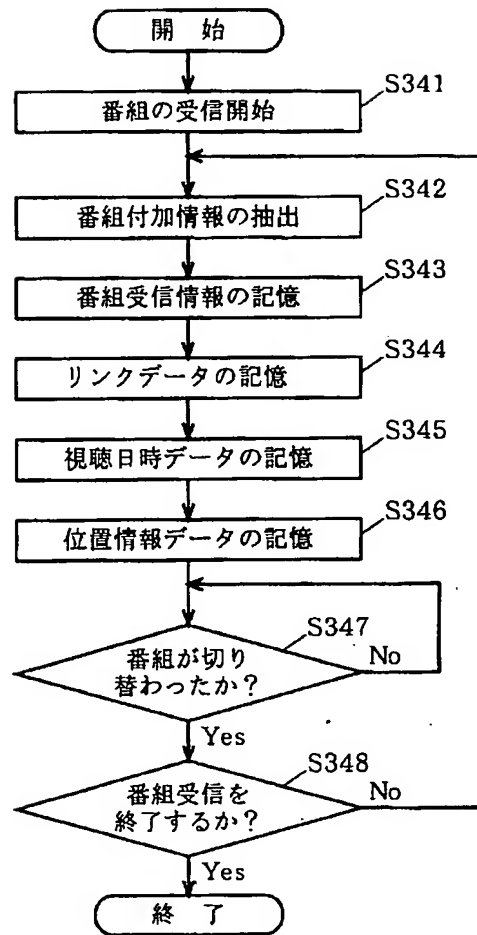 開 始
S341
番組の受信開始
S342
番組付加情報の抽出
S343
番組受信情報の記憶
S344
リンクデータの記憶
S345
視聴日時データの記憶
S346
位置情報データの記憶
S347
番組が切り
替わったか?
No
Yes
S348
番組受信を
終了するか?
No
Yes
終 了